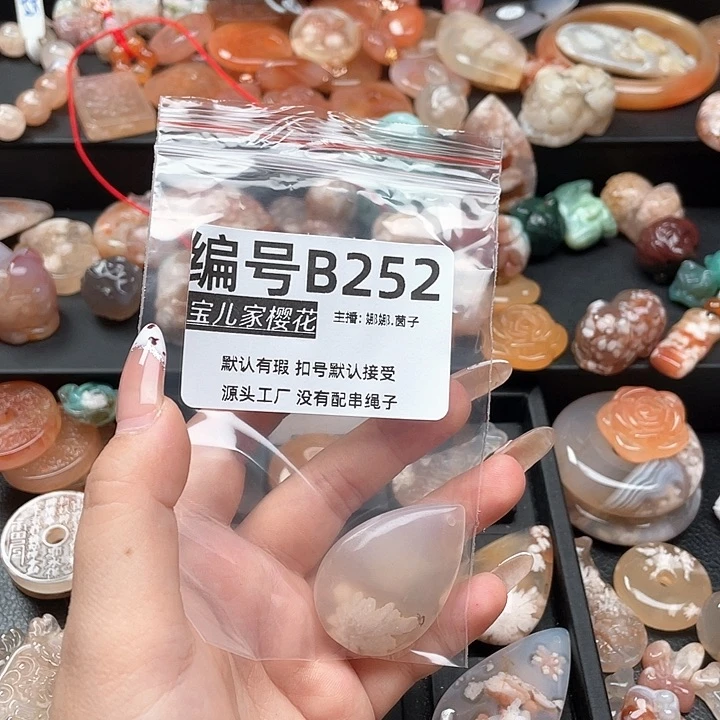 编号B252
宝儿家樱花 主播: 娜娜.菌子
默认有瑕 扣号默认接受
源头工厂 没有配串绳子